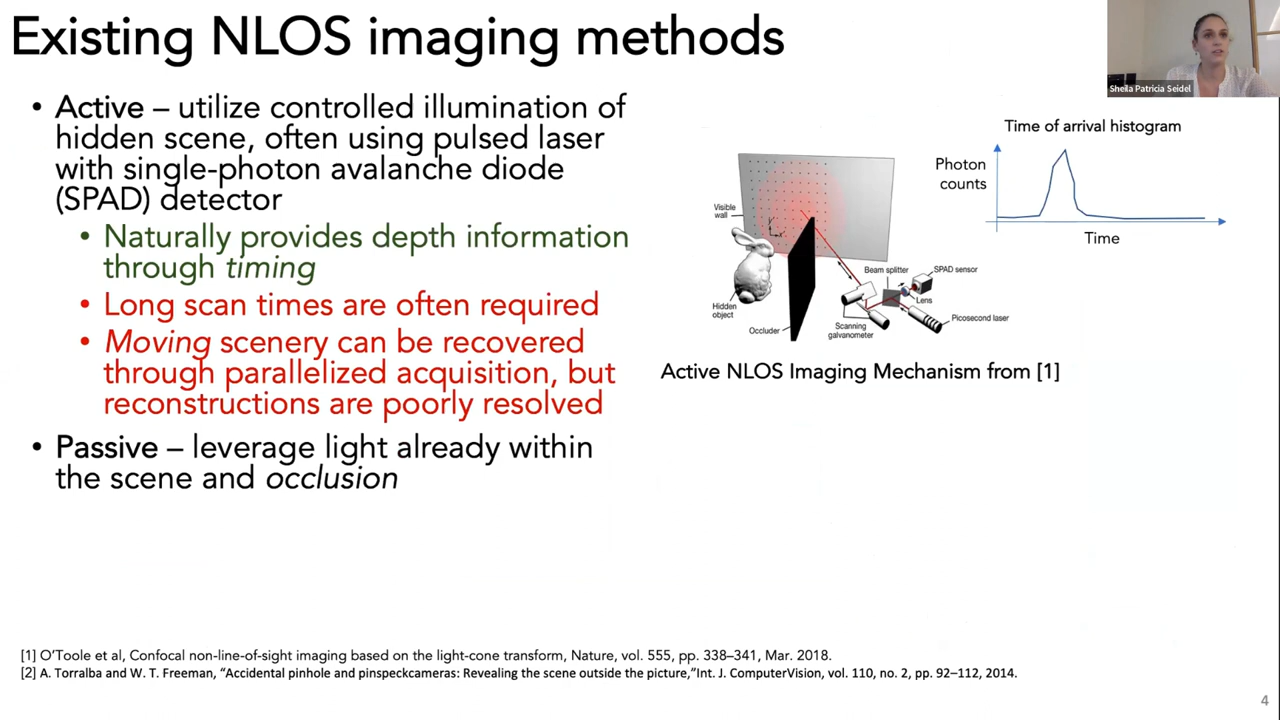 Existing NLOS imaging methods
Sheila Patricia Seidel
• Active – utilize controlled illumination of
hidden scene, often using pulsed laser
with single-photon avalanche diode
(SPAD) detector
• Naturally provides depth information
through timing
• Long scan times are often required
• Moving scenery can be recovered
through parallelized acquisition, but
reconstructions are poorly resolved
• Passive – leverage light already within
the scene and occlusion
Visible
wall
Hidden
object
Occluder
Beam splitter
SPAD sensor
Lens
Picosecond laser
Scanning
galvanometer
Active NLOS Imaging Mechanism from [1]
Time of arrival histogram
Photon
counts
Time
[1] O'Toole et al, Confocal non-line-of-sight imaging based on the light-cone transform, Nature, vol. 555, pp. 338–341, Mar. 2018.
[2] A. Torralba and W. T. Freeman, “Accidental pinhole and pinspeckcameras: Revealing the scene outside the picture,”Int. J. ComputerVision, vol. 110, no. 2, pp. 92–112, 2014.
4